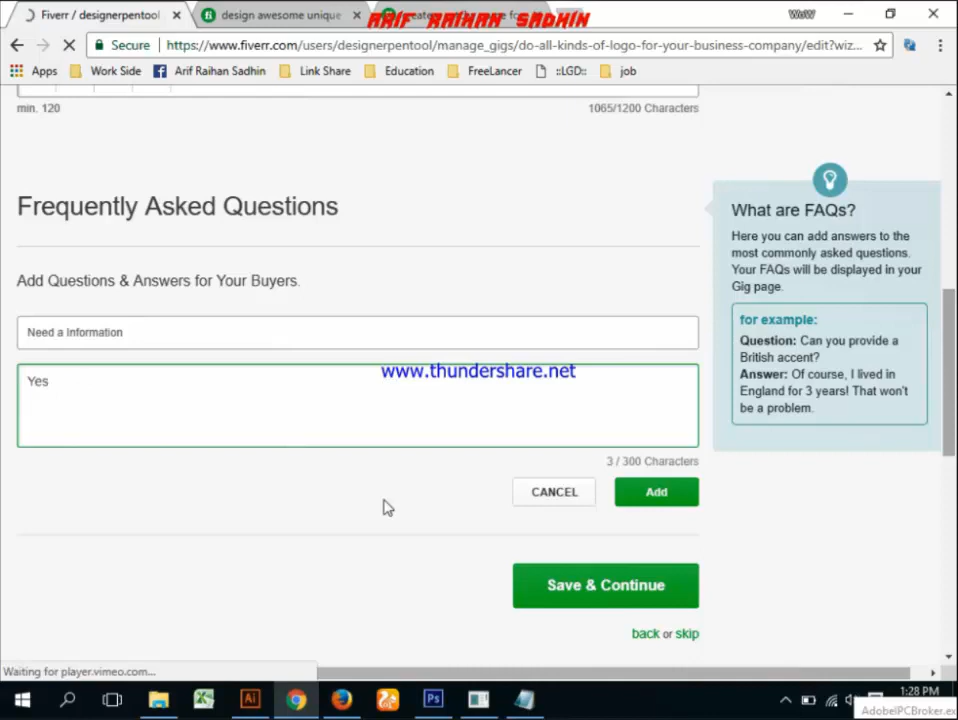 Fiverr / designerpentool
design awesome unique
ARIF RAIHAN SADHIN
WoW
Secure
https://www.fiverr.com/users/designerpentool/manage_gigs/do-all-kinds-of-logo-for-your-business-company/edit?wiz...
Apps
Work Side
Arif Raihan Sadhin
Link Share
Education
FreeLancer
::LGD::
job
min. 120
1065/1200 Characters
Frequently Asked Questions
Add Questions & Answers for Your Buyers.
Need a Information
Yes
www.thundershare.net
3 / 300 Characters
CANCEL
Add
Save & Continue
back or skip
What are FAQs?
Here you can add answers to the
most commonly asked questions.
Your FAQs will be displayed in your
Gig page.
for example:
Question: Can you provide a
British accent?
Answer: Of course, I lived in
England for 3 years! That won't
be a problem.
Waiting for player.vimeo.com...
Ai
Ps
1:28 PM
AdobeIPCBroker.ex